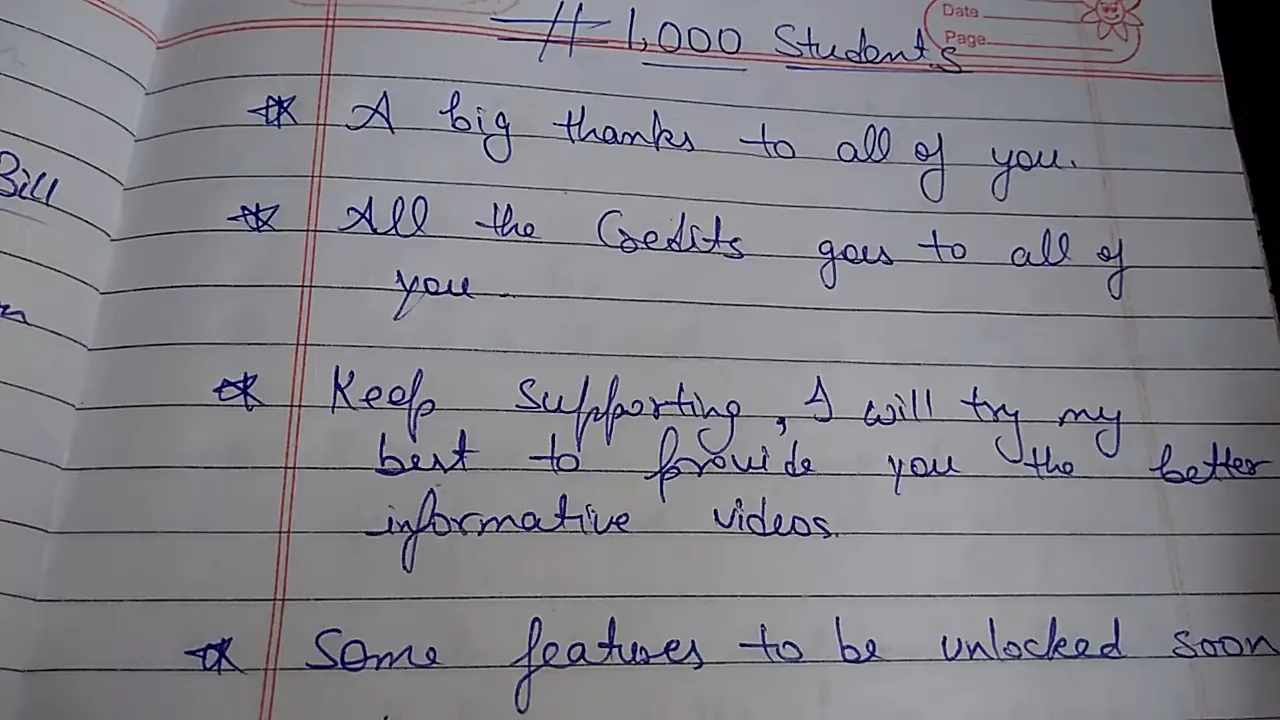 Date
Page
# 1,000 Students
* A big thanks to all of you.
Bill
* All the Credits goes to all of
you.
* Keep supporting, I will try my
best to provide you the better
informative videos.
* Some features to be unlocked soon